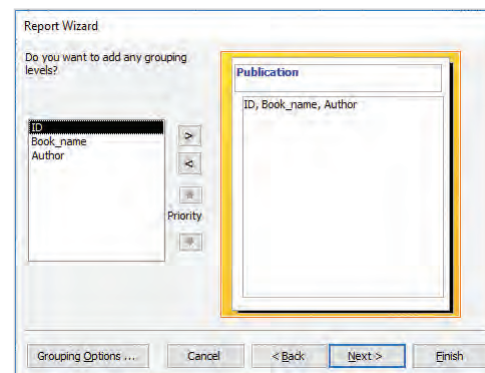 Report Wizard
Do you want to add any grouping
levels?
ID
Book_name
Author
>
<
Priority
Publication
ID, Book_name, Author
Grouping Options ...
Cancel
< Back
Next >
Finish